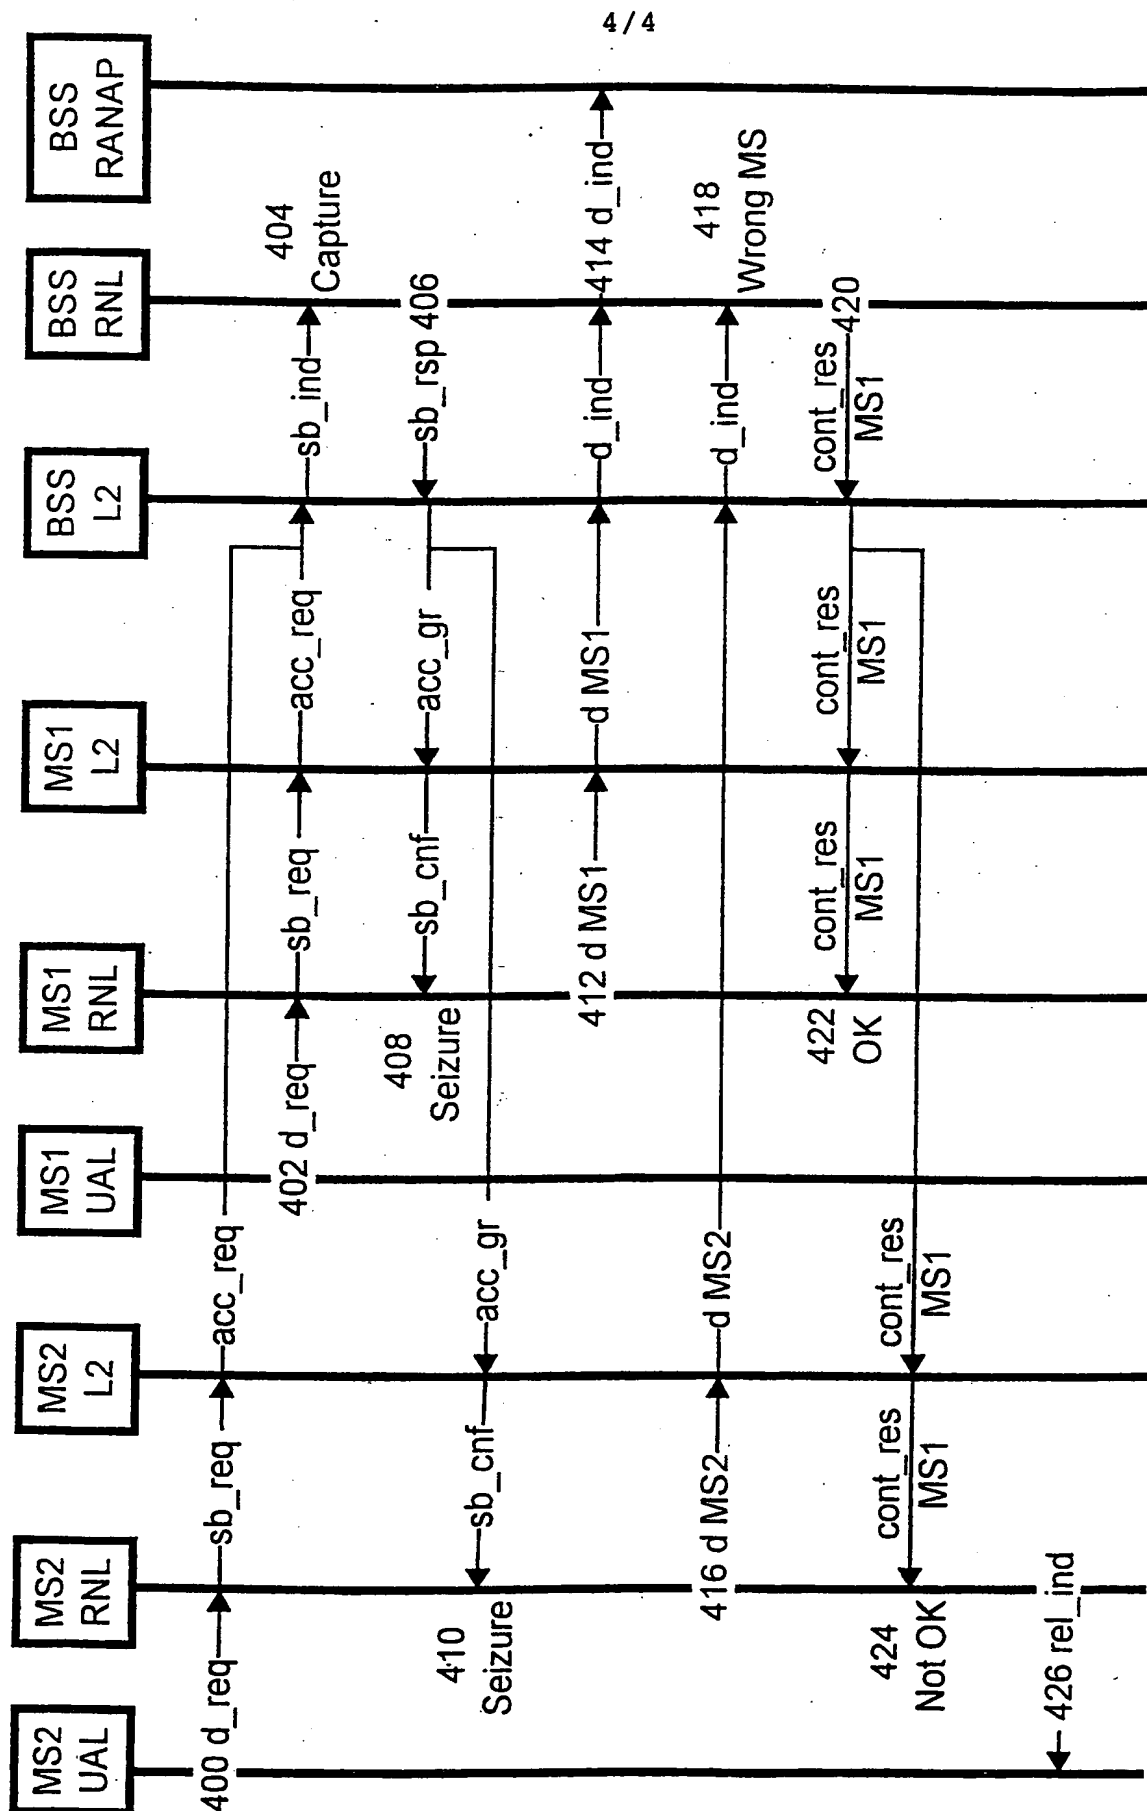 4/4
MS2
UAL
MS2
RNL
MS2
L2
MS1
UAL
MS1
RNL
MS1
L2
BSS
L2
BSS
RNL
BSS
RANAP
400 d_req
sb_req
acc_req
402 d_req
sb_req
acc_req
sb_ind
404
Capture
sb_rsp 406
acc_gr
sb_cnf
408
Seizure
acc_gr
sb_cnf
410
Seizure
412 d MS1
d MS1
d_ind
414 d_ind
416 d MS2
d MS2
d_ind
418
Wrong MS
420
cont_res
MS1
cont_res
MS1
cont_res
MS1
422
OK
cont_res
MS1
cont_res
MS1
424
Not OK
426 rel_ind